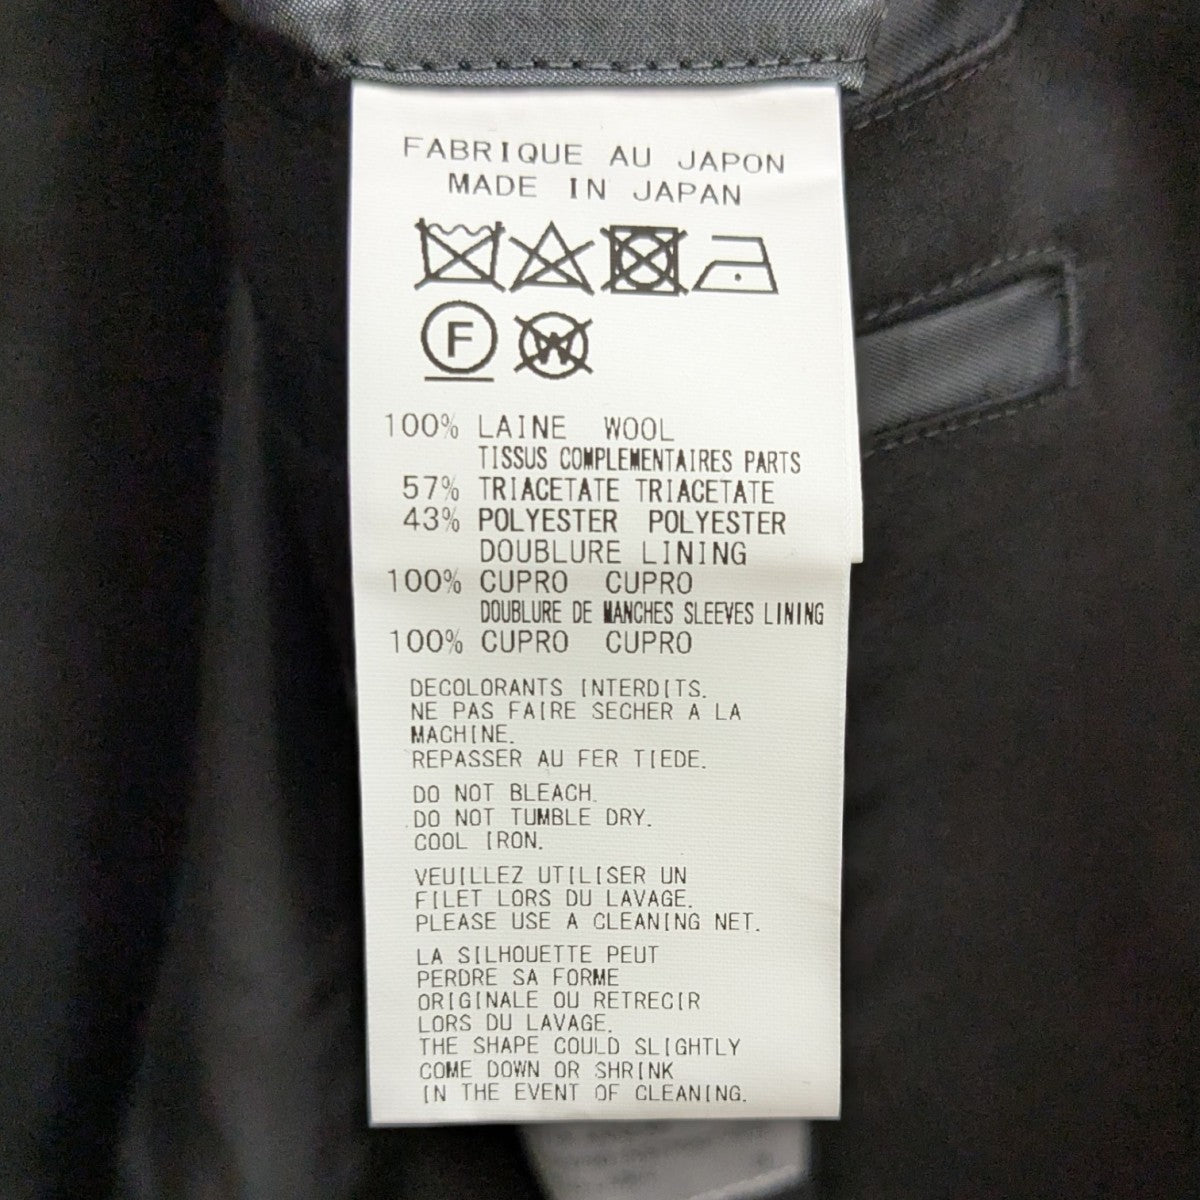 FABRIQUE AU JAPON
MADE IN JAPAN
F W
100% LAINE WOOL
TISSUS COMPLEMENTAIRES PARTS
57% TRIACETATE TRIACETATE
43% POLYESTER POLYESTER
DOUBLURE LINING
100% CUPRO CUPRO
DOUBLURE DE MANCHES SLEEVES LINING
100% CUPRO CUPRO
DECOLORANTS INTERDITS.
NE PAS FAIRE SECHER A LA
MACHINE.
REPASSER AU FER TIEDE.
DO NOT BLEACH.
DO NOT TUMBLE DRY.
COOL IRON.
VEUILLEZ UTILISER UN
FILET LORS DU LAVAGE.
PLEASE USE A CLEANING NET.
LA SILHOUETTE PEUT
PERDRE SA FORME
ORIGINALE OU RETRECIR
LORS DU LAVAGE.
THE SHAPE COULD SLIGHTLY
COME DOWN OR SHRINK
IN THE EVENT OF CLEANING.